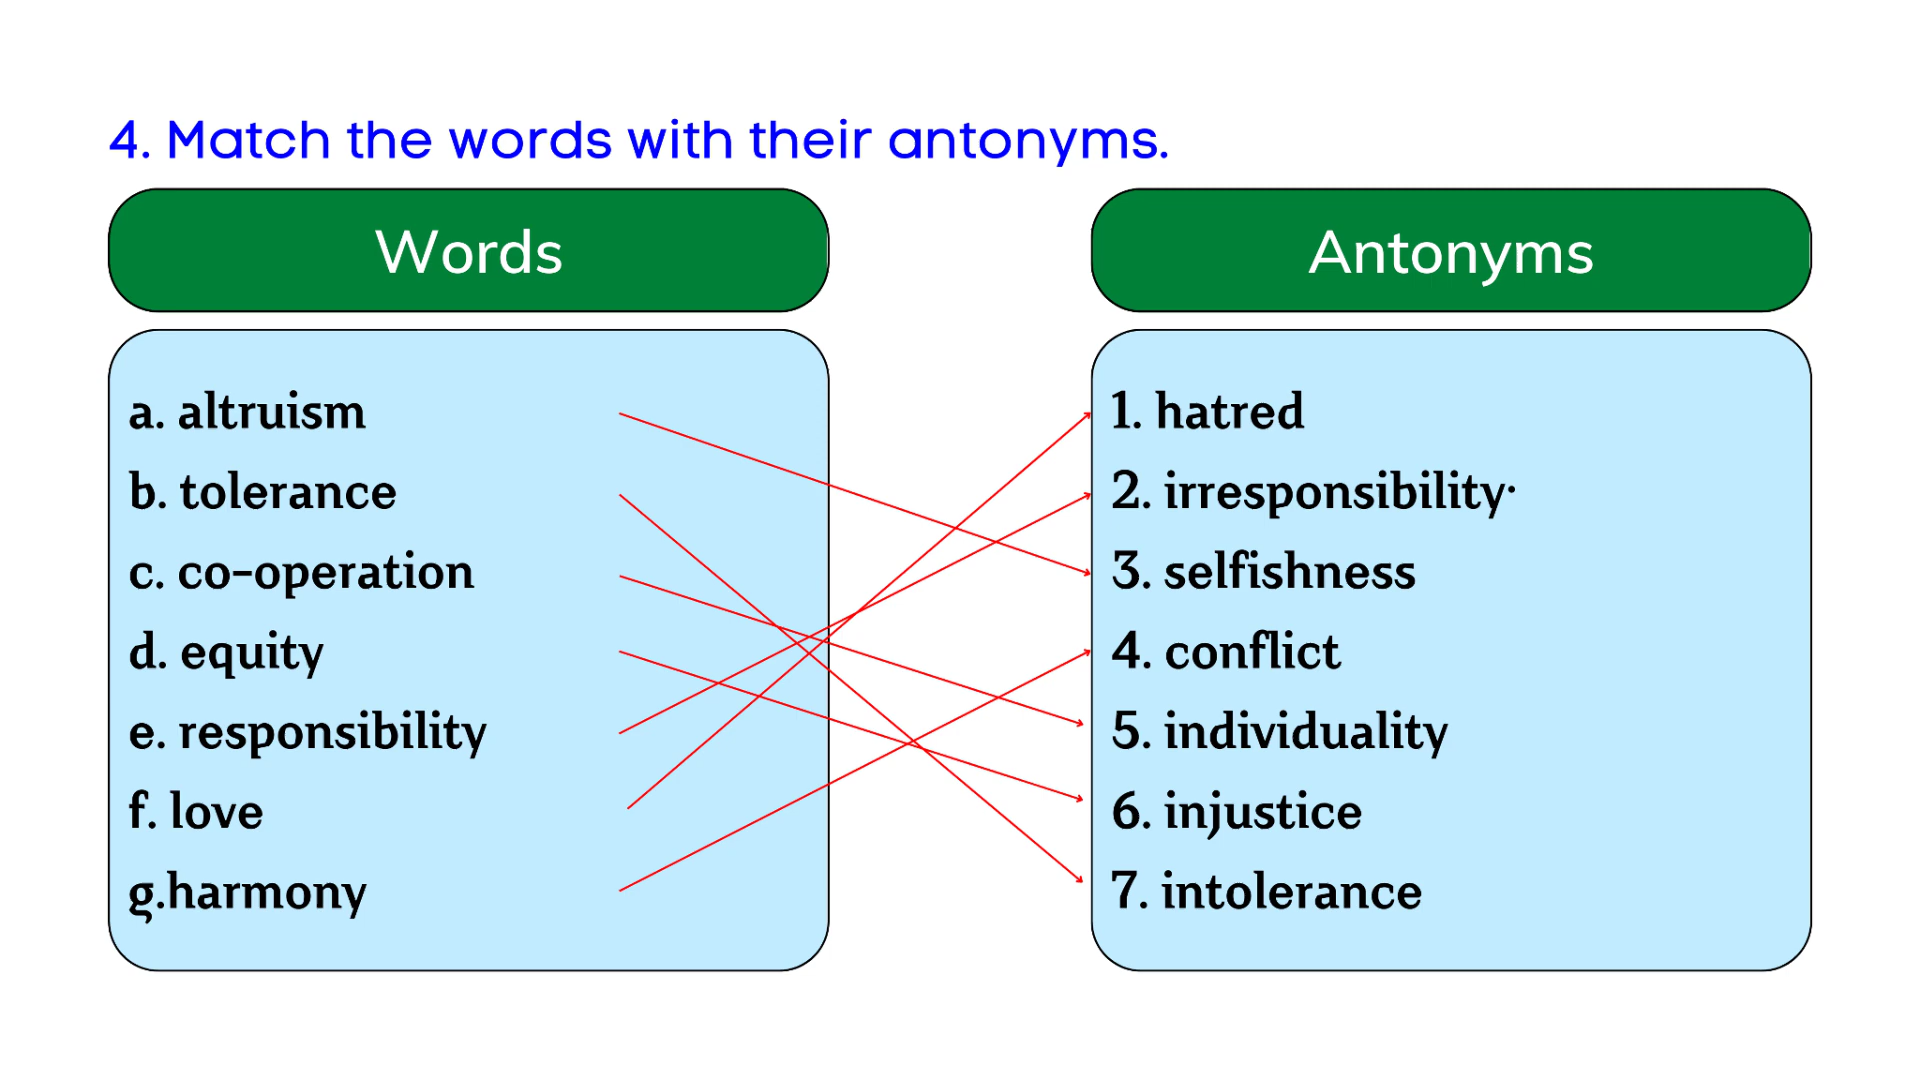 4. Match the words with their antonyms.
Words
a. altruism
b. tolerance
c. co-operation
d. equity
e. responsibility
f. love
g.harmony
Antonyms
1. hatred
2. irresponsibility·
3. selfishness
4. conflict
5. individuality
6. injustice
7. intolerance